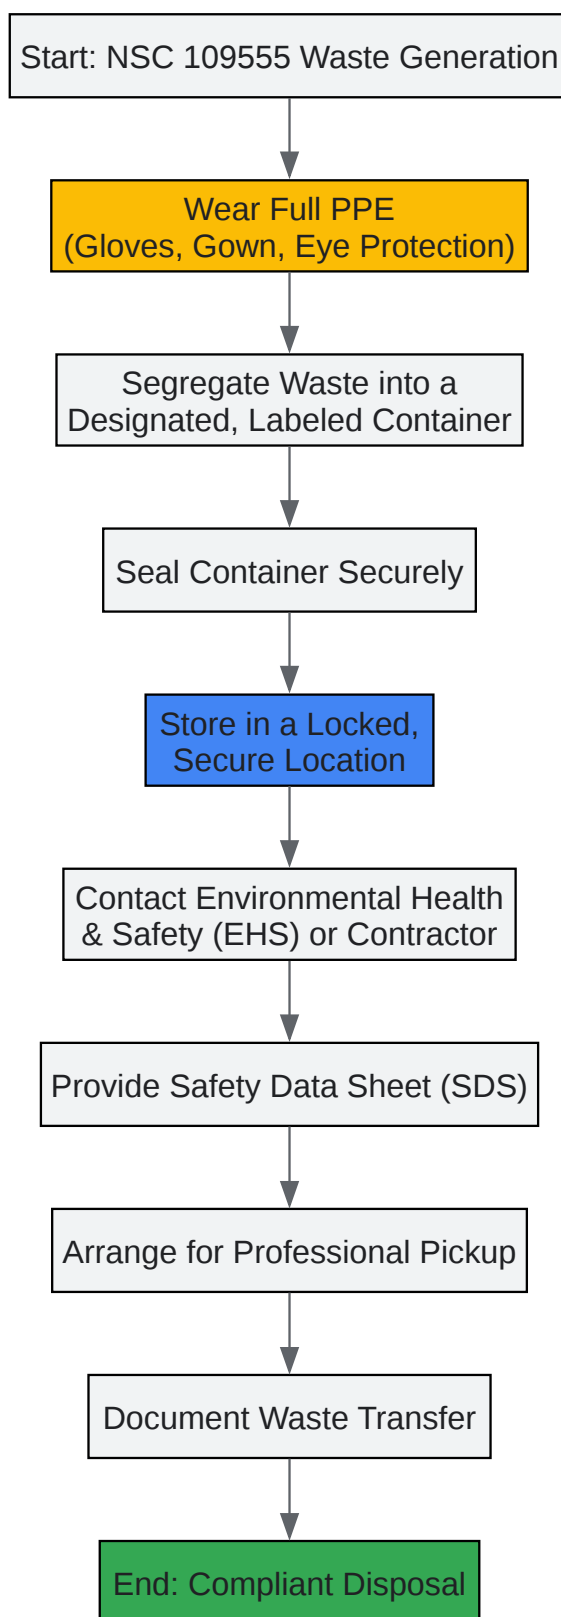 Start: NSC 109555 Waste Generation
Wear Full PPE
(Gloves, Gown, Eye Protection)
Segregate Waste into a
Designated, Labeled Container
Seal Container Securely
Store in a Locked,
Secure Location
Contact Environmental Health
& Safety (EHS) or Contractor
Provide Safety Data Sheet (SDS)
Arrange for Professional Pickup
Document Waste Transfer
End: Compliant Disposal